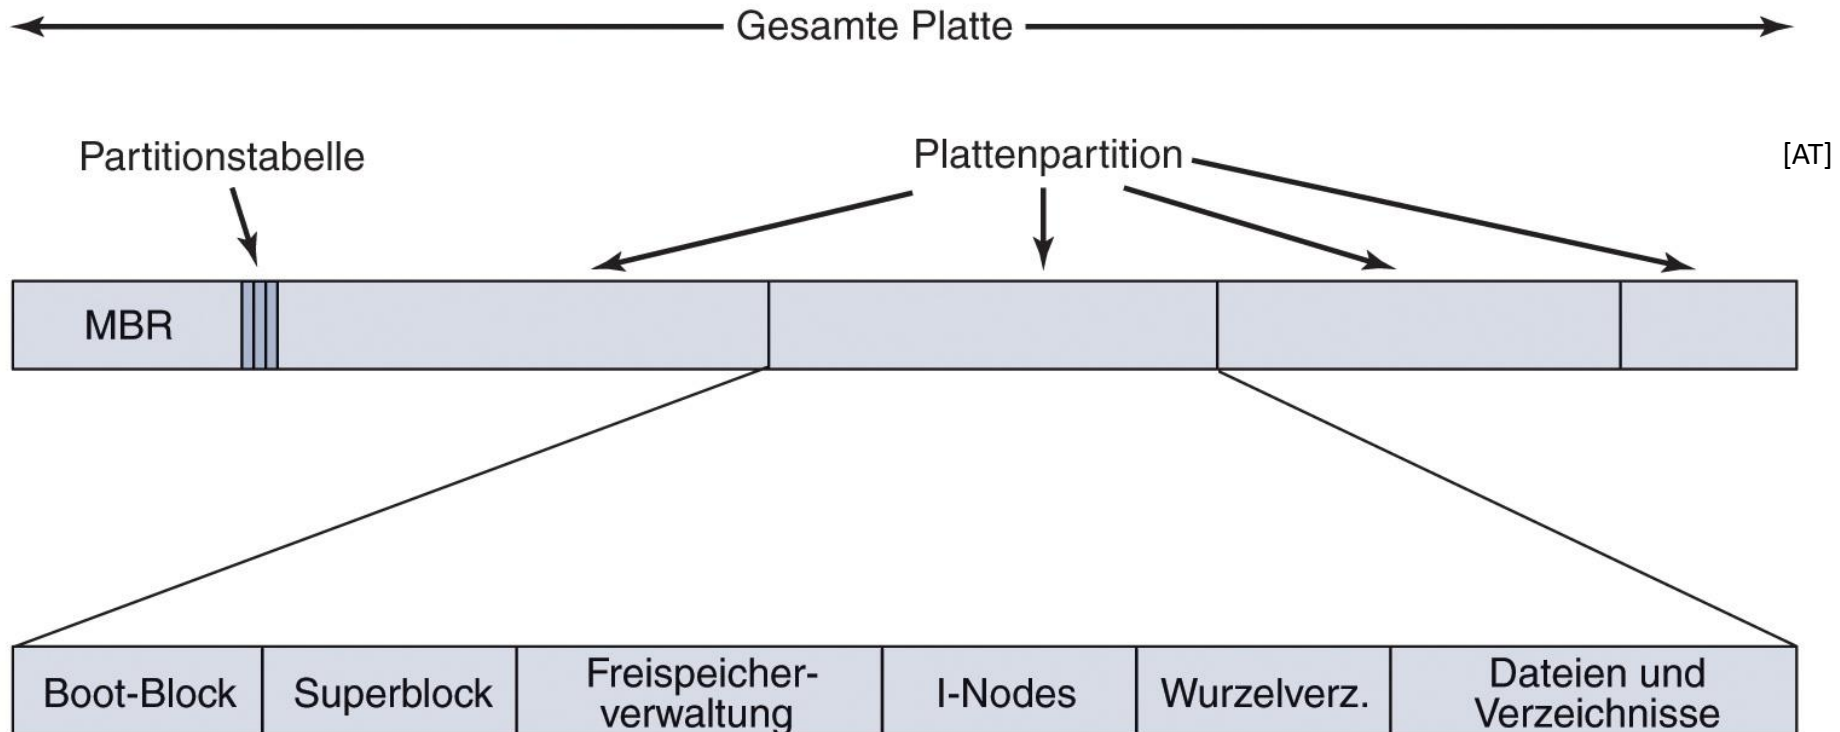 Gesamte Platte
Partitionstabelle
Plattenpartition
[AT]
MBR
Boot-Block
Superblock
Freispeicher-
verwaltung
I-Nodes
Wurzelverz.
Dateien und
Verzeichnisse